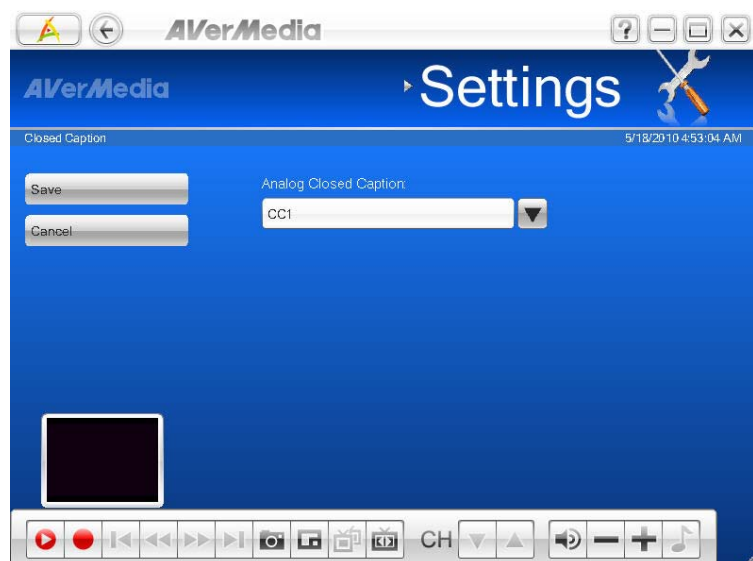 AVerMedia
AVerMedia
Settings
Closed Caption
5/18/2010 4:53:04 AM
Save
Analog Closed Caption:
CC1
Cancel
CH